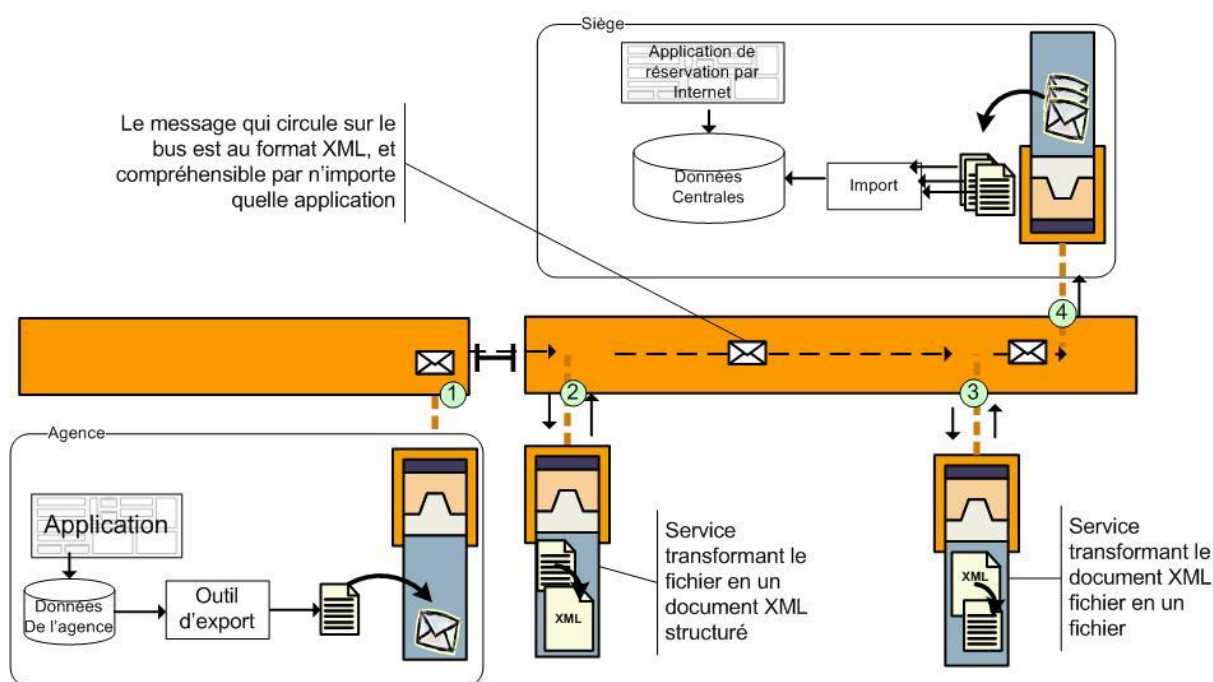 Siège
Application de
réservation par
Internet
Le message qui circule sur le
bus est au format XML, et
compréhensible par n'importe
quelle application
Données
Centrales
Import
4
1
2
3
Agence
Application
Données
De l'agence
Outil
d'export
XML
Service
transformant le
fichier en un
document XML
structuré
XML
Service
transformant le
document XML
fichier en un
fichier